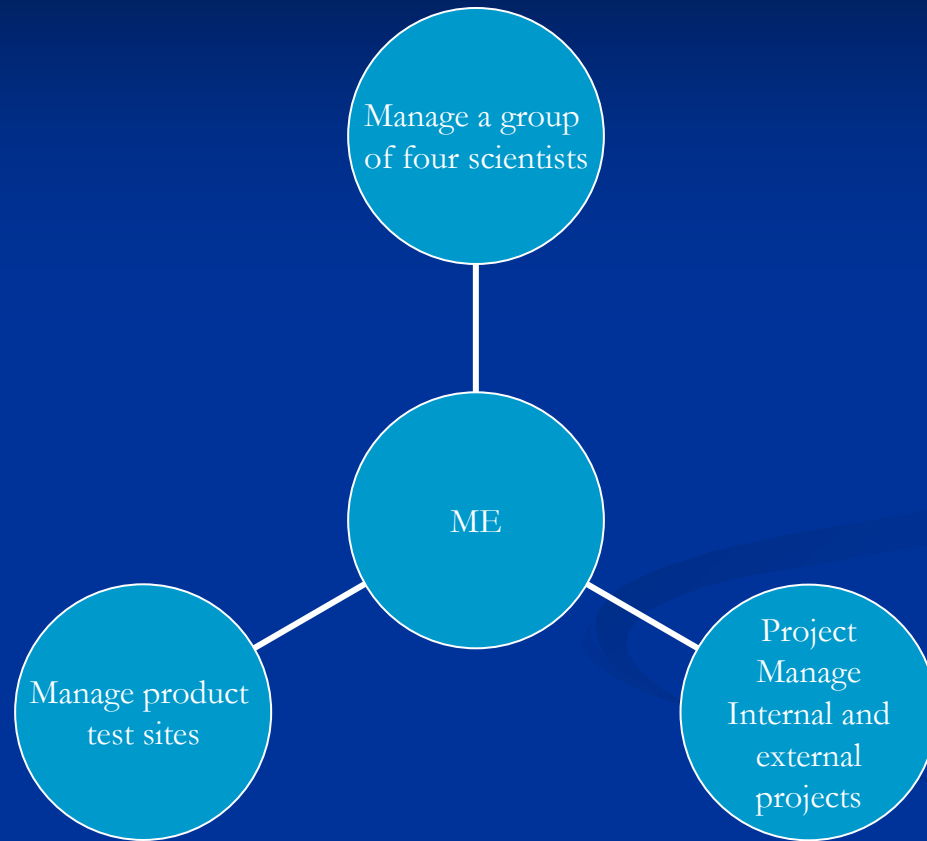 Manage a group
of four scientists
ME
Manage product
test sites
Project
Manage
Internal and
external
projects